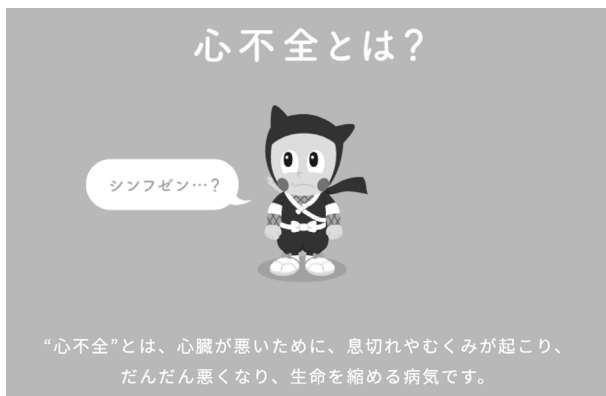 心不全とは？
シンフゼン…？
“心不全”とは、心臓が悪いために、息切れやむくみが起こり、
だんだん悪くなり、生命を縮める病気です。